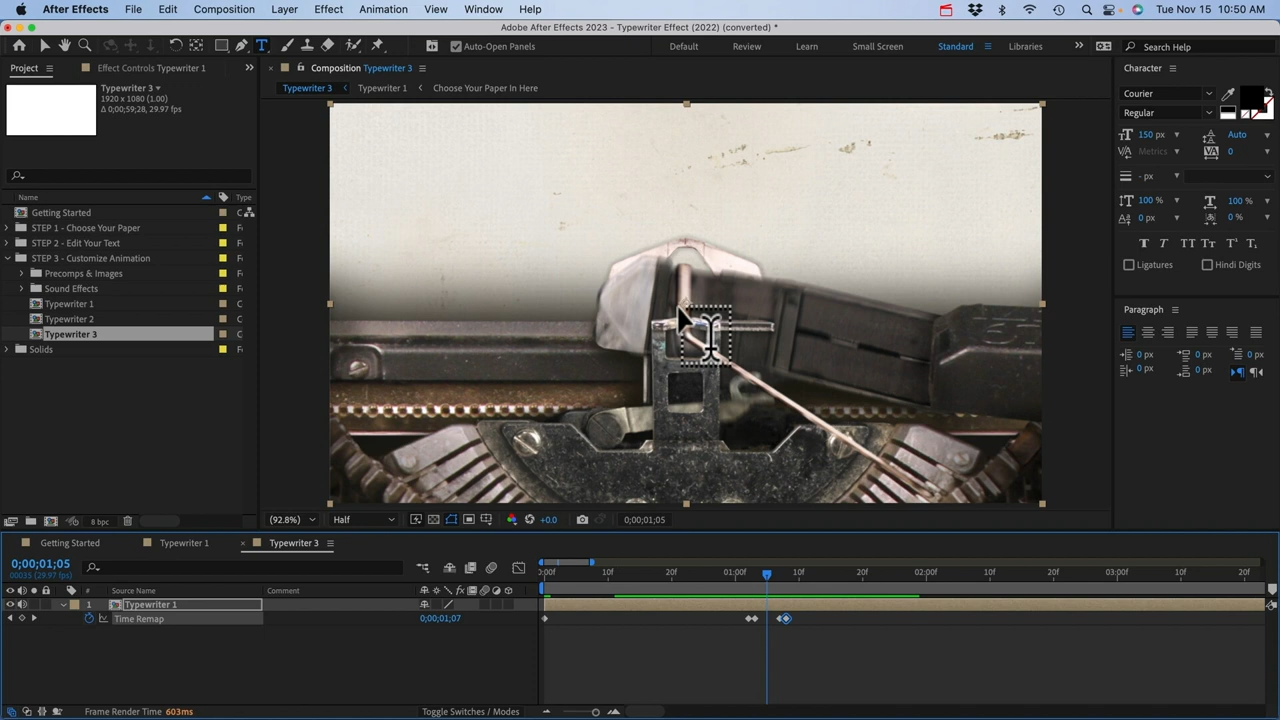 After Effects File Edit Composition Layer Effect Animation View Window Help Tue Nov 15 10:50 AM
Adobe After Effects 2023 - Typewriter Effect (2022) (converted) *
Auto-Open Panels Default Review Learn Small Screen Standard Libraries Search Help
Project Effect Controls Typewriter 1
Composition Typewriter 3
Typewriter 3 Typewriter 1 Choose Your Paper In Here
Typewriter 3
1920 x 1080 (1.00)
Δ 0;00;59;28, 29.97 fps)
Name Type
Getting Started
STEP 1 - Choose Your Paper
STEP 2 - Edit Your Text
STEP 3 - Customize Animation
Precomps & Images
Sound Effects
Typewriter 1
Typewriter 2
Typewriter 3
Solids
8 bpc
Character
Courier
Regular
150 px Auto
Metrics 0
- px
100 % 100 %
0 px 0 %
Ligatures Hindi Digits
Paragraph
0 px 0 px 0 px
0 px 0 px
(92.8%) Half +0.0 0;00;01;05
Getting Started Typewriter 1 Typewriter 3
0;00;01;05
00035 (29.97 fps)
# Source Name Comment
1 Typewriter 1
Time Remap 0;00;01;07
:00f 10f 20f 01:00f 10f 20f 02:00f 10f 20f 03:00f 10f 20f
Frame Render Time 603ms Toggle Switches / Modes